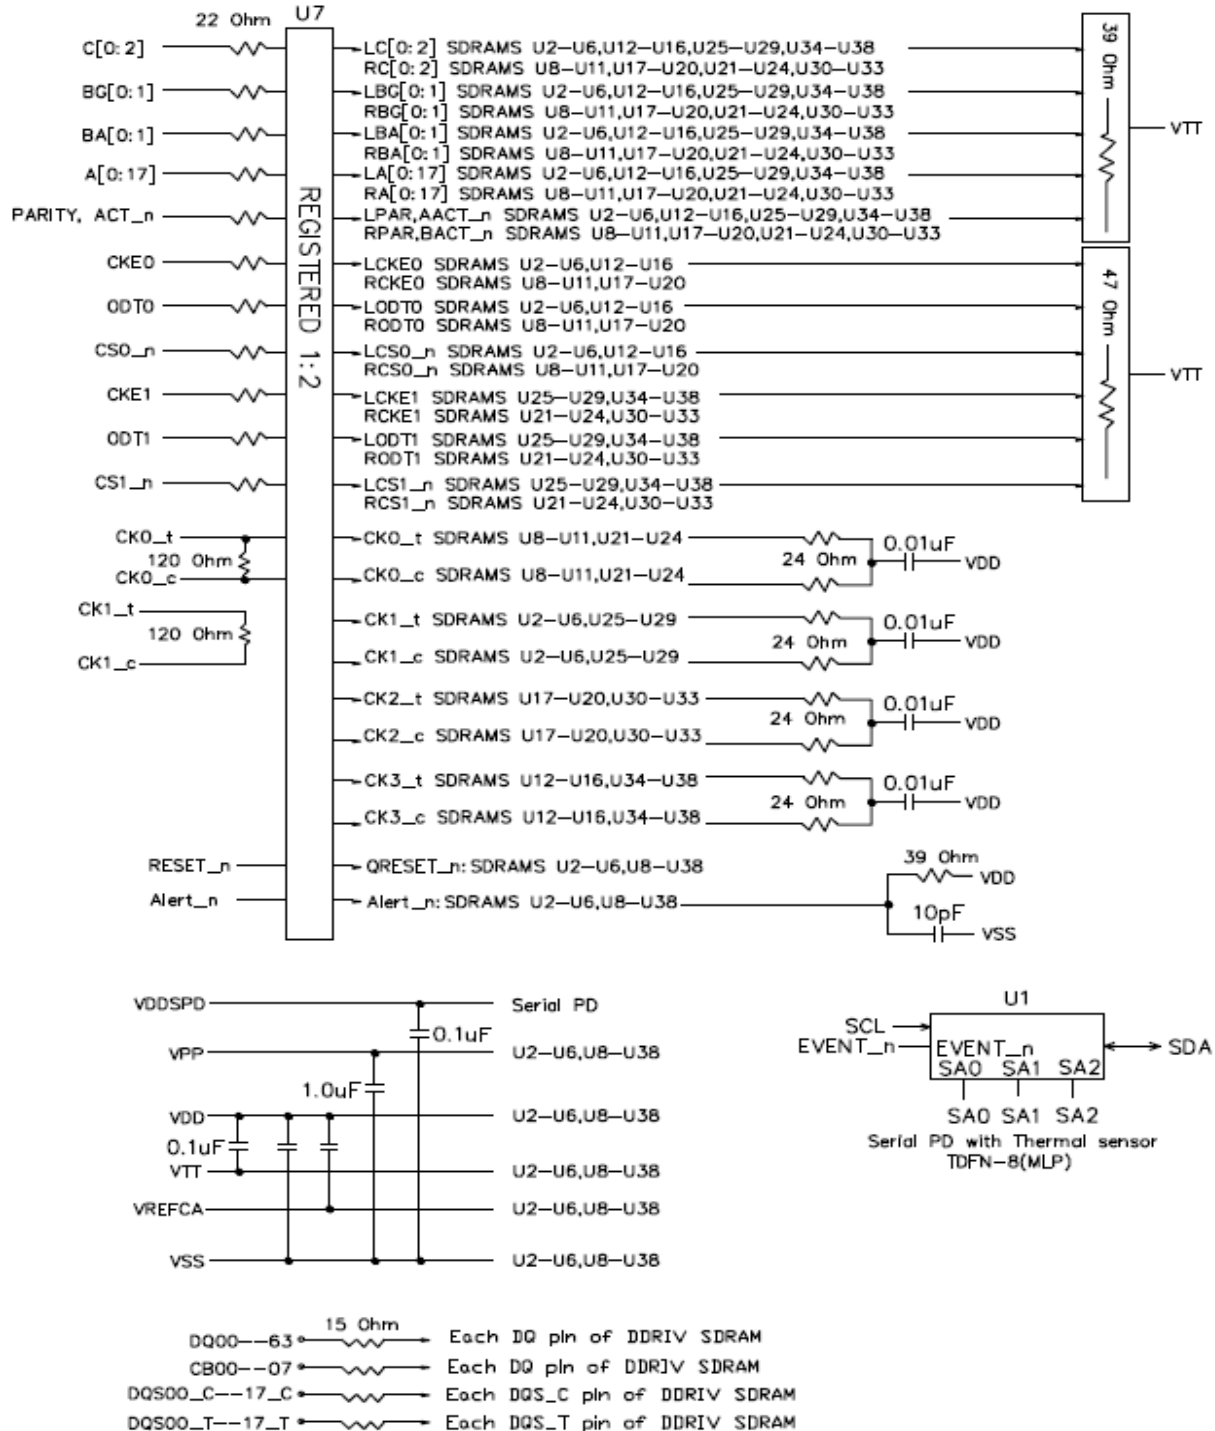 22 Ohm U7
C[0:2] LC[0:2] SDRAMS U2-U6,U12-U16,U25-U29,U34-U38
RC[0:2] SDRAMS U8-U11,U17-U20,U21-U24,U30-U33
BG[0:1] LBG[0:1] SDRAMS U2-U6,U12-U16,U25-U29,U34-U38
RBG[0:1] SDRAMS U8-U11,U17-U20,U21-U24,U30-U33
BA[0:1] LBA[0:1] SDRAMS U2-U6,U12-U16,U25-U29,U34-U38
RBA[0:1] SDRAMS U8-U11,U17-U20,U21-U24,U30-U33
A[0:17] LA[0:17] SDRAMS U2-U6,U12-U16,U25-U29,U34-U38
RA[0:17] SDRAMS U8-U11,U17-U20,U21-U24,U30-U33
PARITY, ACT_n LPAR,AACT_n SDRAMS U2-U6,U12-U16,U25-U29,U34-U38
RPAR,BACT_n SDRAMS U8-U11,U17-U20,U21-U24,U30-U33
39 Ohm
VTT
REGISTERED 1:2
CKE0 LCKE0 SDRAMS U2-U6,U12-U16
RCKE0 SDRAMS U8-U11,U17-U20
ODT0 LODT0 SDRAMS U2-U6,U12-U16
RODT0 SDRAMS U8-U11,U17-U20
CS0_n LCS0_n SDRAMS U2-U6,U12-U16
RCS0_n SDRAMS U8-U11,U17-U20
CKE1 LCKE1 SDRAMS U25-U29,U34-U38
RCKE1 SDRAMS U21-U24,U30-U33
ODT1 LODT1 SDRAMS U25-U29,U34-U38
RODT1 SDRAMS U21-U24,U30-U33
CS1_n LCS1_n SDRAMS U25-U29,U34-U38
RCS1_n SDRAMS U21-U24,U30-U33
47 Ohm
VTT
CK0_t CK0_t SDRAMS U8-U11,U21-U24
120 Ohm 24 Ohm 0.01uF VDD
CK0_c CK0_c SDRAMS U8-U11,U21-U24
CK1_t CK1_t SDRAMS U2-U6,U25-U29
120 Ohm 24 Ohm 0.01uF VDD
CK1_c CK1_c SDRAMS U2-U6,U25-U29
CK2_t SDRAMS U17-U20,U30-U33
24 Ohm 0.01uF VDD
CK2_c SDRAMS U17-U20,U30-U33
CK3_t SDRAMS U12-U16,U34-U38
24 Ohm 0.01uF VDD
CK3_c SDRAMS U12-U16,U34-U38
RESET_n QRESET_n:SDRAMS U2-U6,U8-U38
39 Ohm VDD
Alert_n Alert_n:SDRAMS U2-U6,U8-U38
10pF VSS
VDDSPD Serial PD
0.1uF
VPP U2-U6,U8-U38
1.0uF
VDD U2-U6,U8-U38
0.1uF
VTT U2-U6,U8-U38
VREFCA U2-U6,U8-U38
VSS U2-U6,U8-U38
U1
SCL
EVENT_n EVENT_n SDA
SA0 SA1 SA2
SA0 SA1 SA2
Serial PD with Thermal sensor
TDFN-8(MLP)
15 Ohm
DQ00--63 Each DQ pin of DDRIV SDRAM
CB00--07 Each DQ pin of DDRIV SDRAM
DQS00_C--17_C Each DQS_C pin of DDRIV SDRAM
DQS00_T--17_T Each DQS_T pin of DDRIV SDRAM